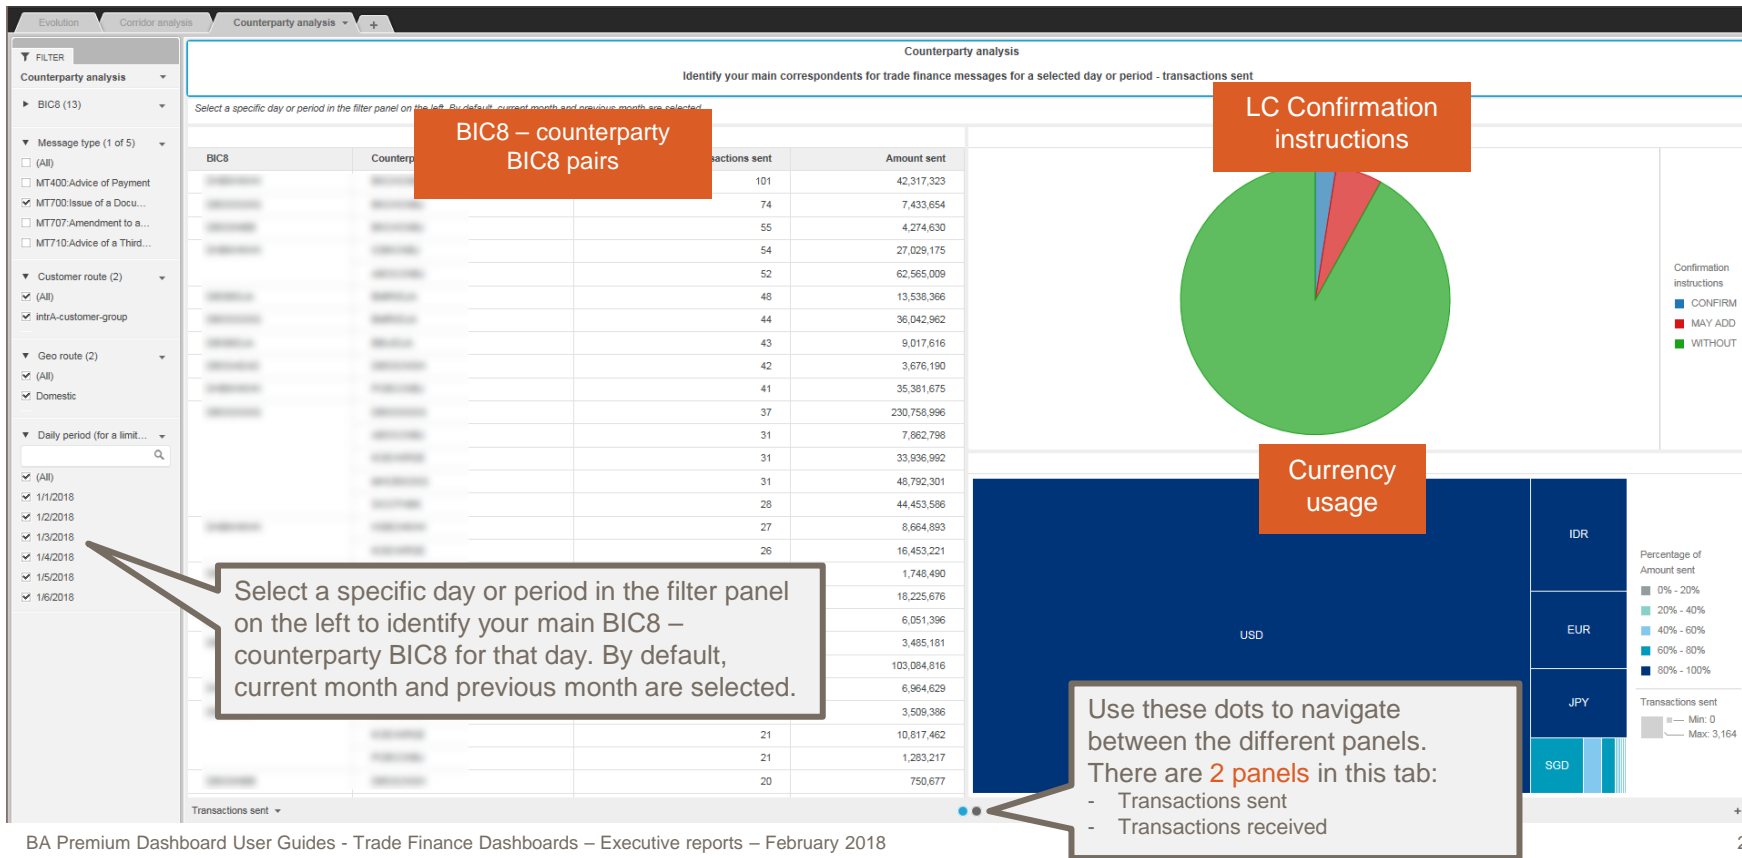 Evolution
Corridor analysis
Counterparty analysis
+
FILTER
Counterparty analysis
BIC8 (13)
Message type (1 of 5)
(All)
MT400:Advice of Payment
MT700:Issue of a Docu...
MT707:Amendment to a...
MT710:Advice of a Third...
Customer route (2)
(All)
intrA-customer-group
Geo route (2)
(All)
Domestic
Daily period (for a limit...
(All)
1/1/2018
1/2/2018
1/3/2018
1/4/2018
1/5/2018
1/6/2018
Counterparty analysis
Identify your main correspondents for trade finance messages for a selected day or period - transactions sent
Select a specific day or period in the filter panel on the left. By default, current month and previous month are selected.
BIC8 – counterparty
BIC8 pairs
BIC8 Counterp sactions sent Amount sent
101 42,317,323
74 7,433,654
55 4,274,630
54 27,029,175
52 62,565,009
48 13,538,366
44 36,042,962
43 9,017,616
42 3,676,190
41 35,381,675
37 230,758,996
31 7,862,798
31 33,936,992
31 48,792,301
28 44,453,586
27 8,664,893
26 16,453,221
1,748,490
18,225,676
6,051,396
3,485,181
103,084,816
6,964,629
3,509,386
21 10,817,462
21 1,283,217
20 750,677
Select a specific day or period in the filter panel
on the left to identify your main BIC8 –
counterparty BIC8 for that day. By default,
current month and previous month are selected.
LC Confirmation
instructions
Confirmation
instructions
CONFIRM
MAY ADD
WITHOUT
Currency
usage
USD
IDR
EUR
JPY
SGD
Percentage of
Amount sent
0% - 20%
20% - 40%
40% - 60%
60% - 80%
80% - 100%
Transactions sent
Min: 0
Max: 3,164
Use these dots to navigate
between the different panels.
There are 2 panels in this tab:
- Transactions sent
- Transactions received
Transactions sent
+
BA Premium Dashboard User Guides - Trade Finance Dashboards – Executive reports – February 2018